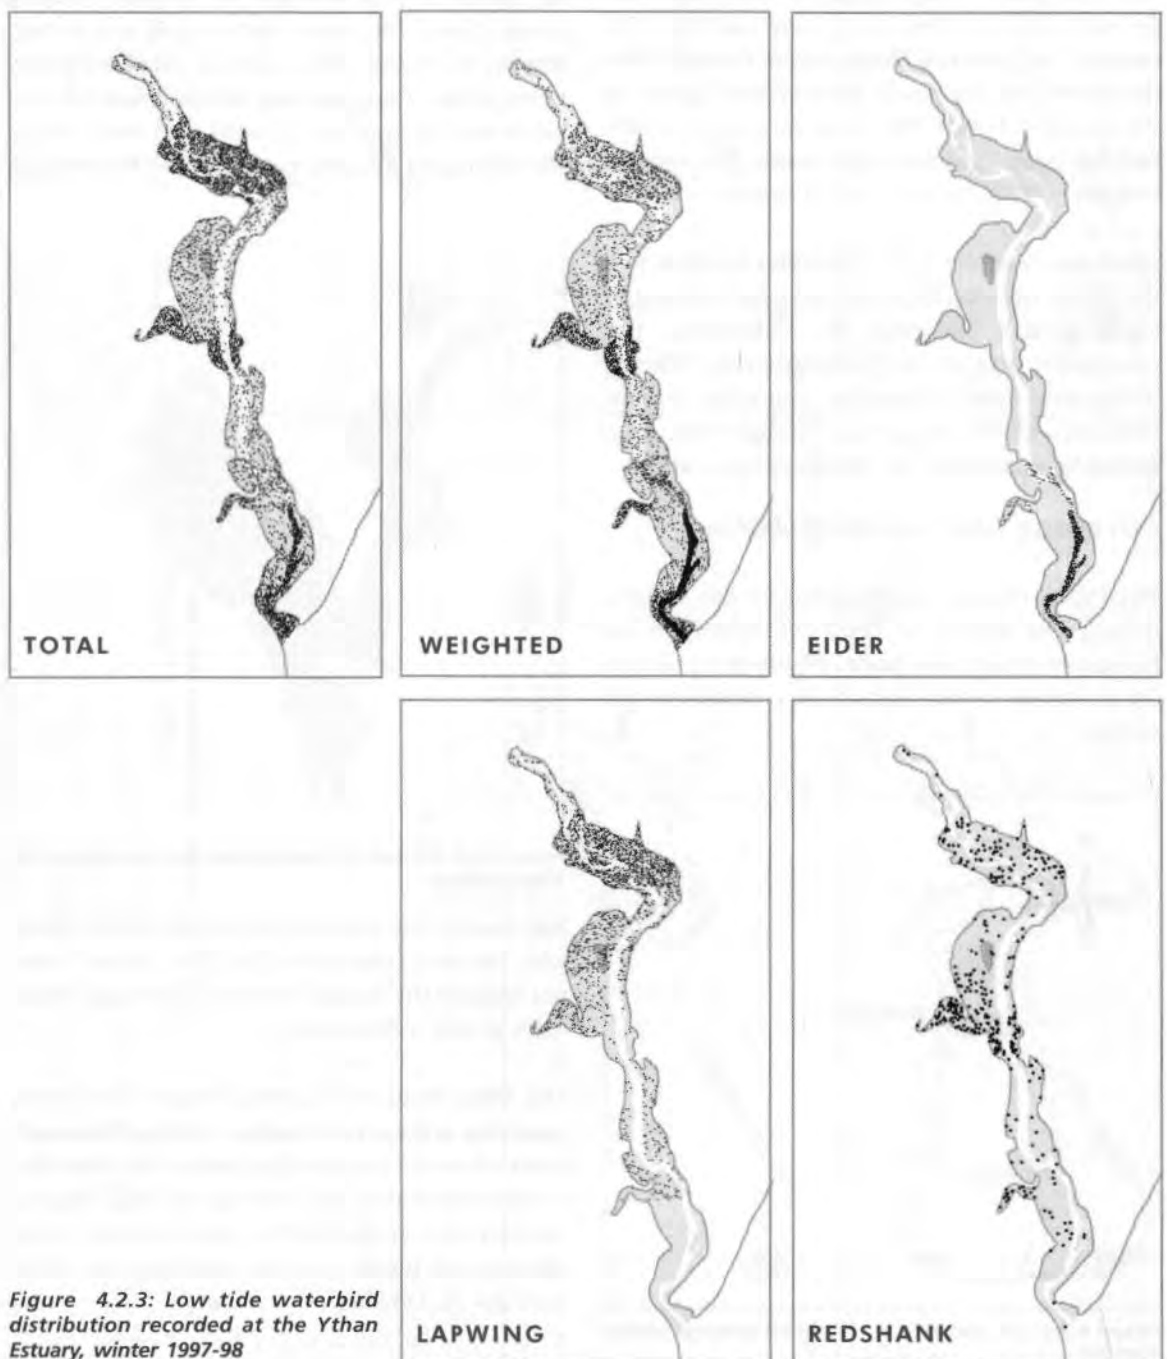 TOTAL
WEIGHTED
EIDER
LAPWING
REDSHANK
Figure 4.2.3: Low tide waterbird
distribution recorded at the Ythan
Estuary, winter 1997-98